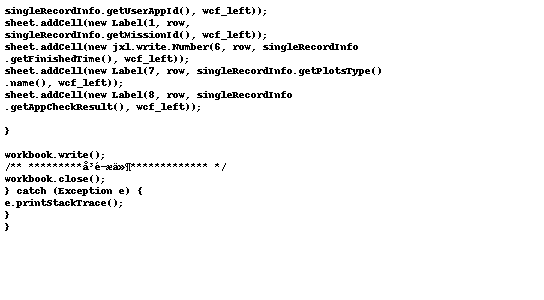 singleRecordInfo.getUserAppId(), wcf_left));
sheet.addCell(new Label(1, row,
singleRecordInfo.getMissionId(), wcf_left));
sheet.addCell(new jxl.write.Number(6, row, singleRecordInfo
.getFinishedTime(), wcf_left));
sheet.addCell(new Label(7, row, singleRecordInfo.getPlotsType()
.name(), wcf_left));
sheet.addCell(new Label(8, row, singleRecordInfo
.getAppCheckResult(), wcf_left));
}
workbook.write();
/** ************* */
workbook.close();
} catch (Exception e) {
e.printStackTrace();
}
}